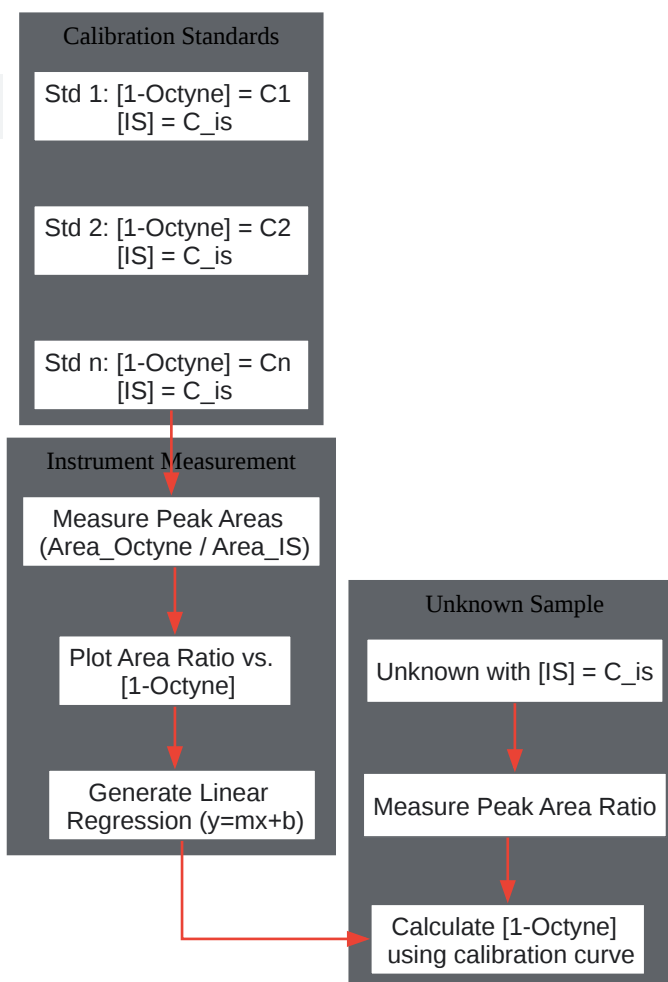 Calibration Standards
Std 1: [1-Octyne] = C1
[IS] = C_is
Std 2: [1-Octyne] = C2
[IS] = C_is
Std n: [1-Octyne] = Cn
[IS] = C_is
Instrument Measurement
Measure Peak Areas
(Area_Octyne / Area_IS)
Plot Area Ratio vs.
[1-Octyne]
Generate Linear
Regression (y=mx+b)
Unknown Sample
Unknown with [IS] = C_is
Measure Peak Area Ratio
Calculate [1-Octyne]
using calibration curve